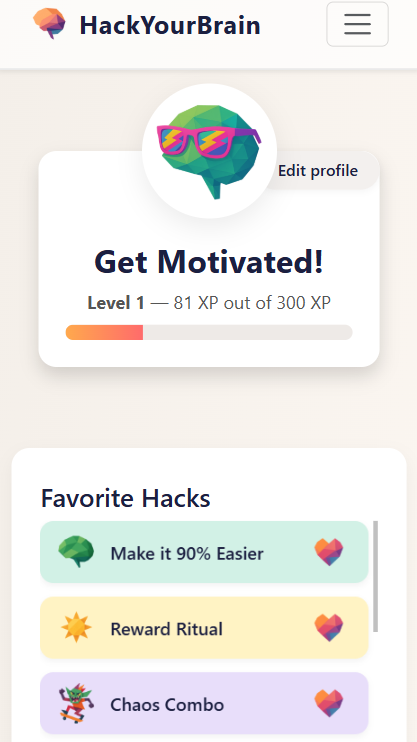 HackYourBrain
Edit profile
Get Motivated!
Level 1 — 81 XP out of 300 XP
Favorite Hacks
Make it 90% Easier
Reward Ritual
Chaos Combo